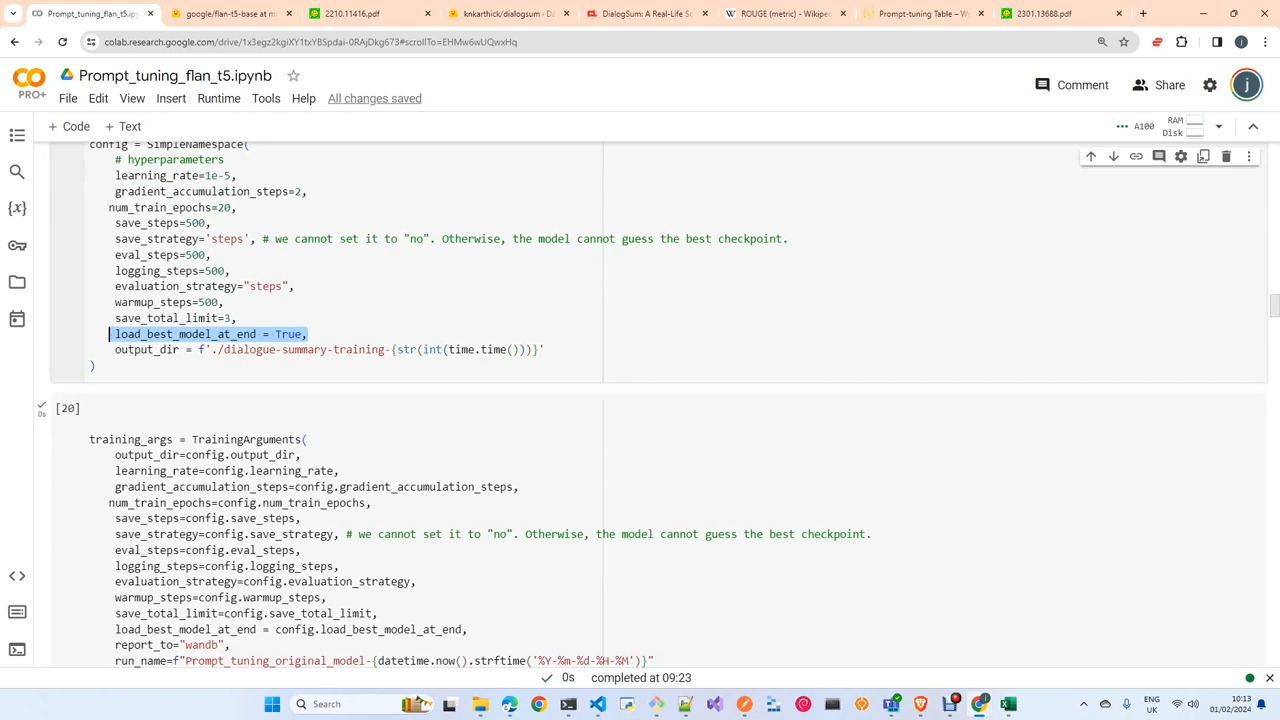 Prompt_tuning_flan_t5.ipy
google/flan-t5-base at m
2210.11416.pdf
knkarthick/dialogsum · Da
DialogSum: A Real-Life S
ROUGE (metric) - Wikipe
Prompt-tuning Table – W
2301.13688.pdf
colab.research.google.com/drive/1x3egz2kgiXY1txYBSpdai-0RAjDkg673#scrollTo=EHMw6wUQwxHq
Prompt_tuning_flan_t5.ipynb
PRO+
File Edit View Insert Runtime Tools Help All changes saved
Comment
Share
j
+ Code + Text
A100
RAM
Disk
config = SimpleNamespace(
# hyperparameters
learning_rate=1e-5,
gradient_accumulation_steps=2,
num_train_epochs=20,
save_steps=500,
save_strategy='steps', # we cannot set it to "no". Otherwise, the model cannot guess the best checkpoint.
eval_steps=500,
logging_steps=500,
evaluation_strategy="steps",
warmup_steps=500,
save_total_limit=3,
load_best_model_at_end = True,
output_dir = f'./dialogue-summary-training-{str(int(time.time()))}'
)
0s
[20]
training_args = TrainingArguments(
output_dir=config.output_dir,
learning_rate=config.learning_rate,
gradient_accumulation_steps=config.gradient_accumulation_steps,
num_train_epochs=config.num_train_epochs,
save_steps=config.save_steps,
save_strategy=config.save_strategy, # we cannot set it to "no". Otherwise, the model cannot guess the best checkpoint.
eval_steps=config.eval_steps,
logging_steps=config.logging_steps,
evaluation_strategy=config.evaluation_strategy,
warmup_steps=config.warmup_steps,
save_total_limit=config.save_total_limit,
load_best_model_at_end = config.load_best_model_at_end,
report_to="wandb",
run_name=f"Prompt_tuning_original_model-{datetime.now().strftime('%Y-%m-%d-%H-%M')}"
0s completed at 09:23
Search
ENG
UK
10:13
01/02/2024